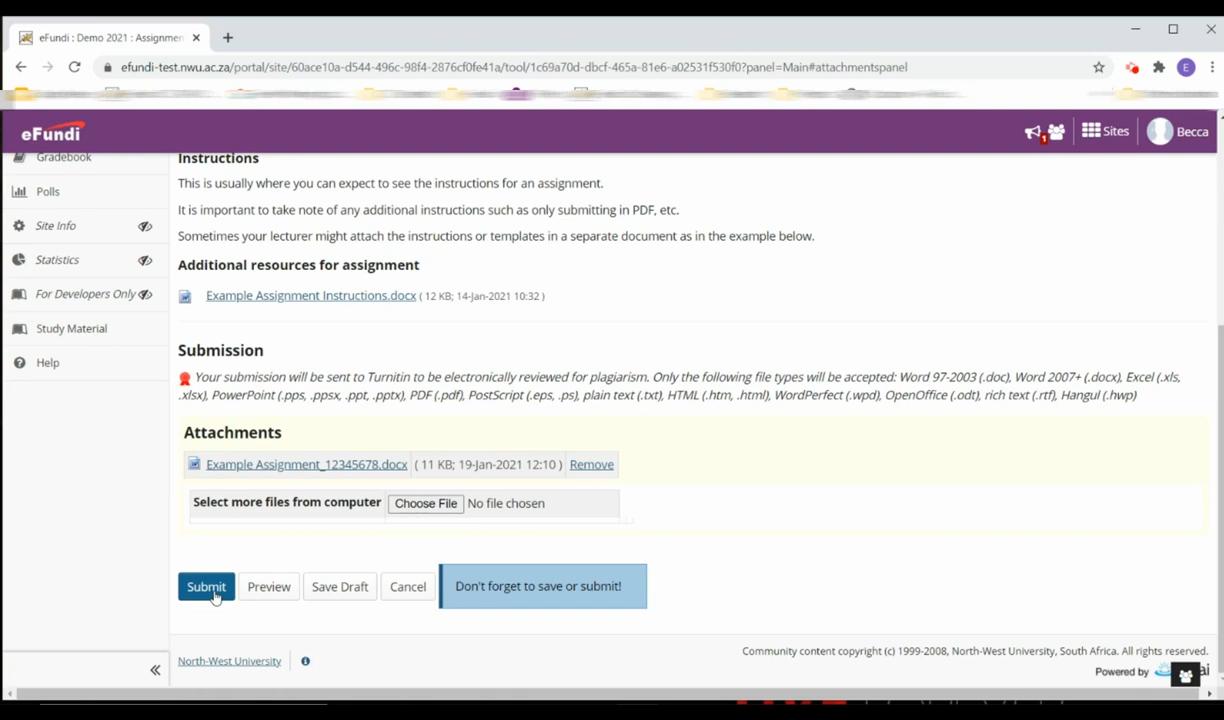 eFundi : Demo 2021 : Assignmen
efundi-test.nwu.ac.za/portal/site/60ace10a-d544-496c-98f4-2876cf0fe41a/tool/1c69a70d-dbcf-465a-81e6-a02531f530f0?panel=Main#attachmentspanel
E
eFundi
1
Sites
Becca
Gradebook
Polls
Site Info
Statistics
For Developers Only
Study Material
Help
Instructions
This is usually where you can expect to see the instructions for an assignment.
It is important to take note of any additional instructions such as only submitting in PDF, etc.
Sometimes your lecturer might attach the instructions or templates in a separate document as in the example below.
Additional resources for assignment
Example Assignment Instructions.docx ( 12 KB; 14-Jan-2021 10:32 )
Submission
Your submission will be sent to Turnitin to be electronically reviewed for plagiarism. Only the following file types will be accepted: Word 97-2003 (.doc), Word 2007+ (.docx), Excel (.xls,
.xlsx), PowerPoint (.pps, .ppsx, .ppt, .pptx), PDF (.pdf), PostScript (.eps, .ps), plain text (.txt), HTML (.htm, .html), WordPerfect (.wpd), OpenOffice (.odt), rich text (.rtf), Hangul (.hwp)
Attachments
Example Assignment_12345678.docx ( 11 KB; 19-Jan-2021 12:10 ) Remove
Select more files from computer Choose File No file chosen
Submit Preview Save Draft Cancel Don't forget to save or submit!
North-West University
Community content copyright (c) 1999-2008, North-West University, South Africa. All rights reserved.
Powered by